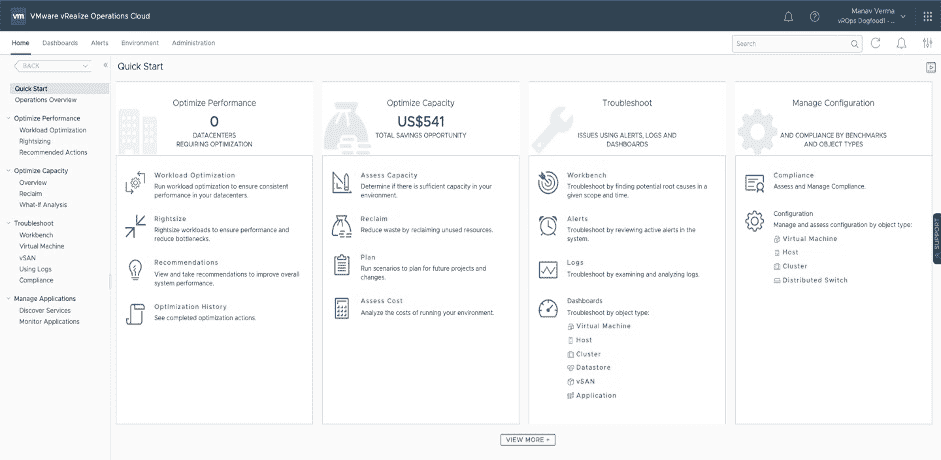 vm VMware vRealize Operations Cloud
Manav Verma
vROps Dogfood1 - ...
Home Dashboards Alerts Environment Administration
Search
BACK
Quick Start
Operations Overview
Optimize Performance
Workload Optimization
Rightsizing
Recommended Actions
Optimize Capacity
Overview
Reclaim
What-If Analysis
Troubleshoot
Workbench
Virtual Machine
vSAN
Using Logs
Compliance
Manage Applications
Discover Services
Monitor Applications
Quick Start
Optimize Performance
0
DATACENTERS
REQUIRING OPTIMIZATION
Workload Optimization
Run workload optimization to ensure consistent
performance in your datacenters.
Rightsize
Rightsize workloads to ensure performance and
reduce bottlenecks.
Recommendations
View and take recommendations to improve overall
system performance.
Optimization History
See completed optimization actions.
Optimize Capacity
US$541
TOTAL SAVINGS OPPORTUNITY
Assess Capacity
Determine if there is sufficient capacity in your
environment.
Reclaim
Reduce waste by reclaiming unused resources.
Plan
Run scenarios to plan for future projects and
changes.
Assess Cost
Analyze the costs of running your environment.
Troubleshoot
ISSUES USING ALERTS, LOGS AND
DASHBOARDS
Workbench
Troubleshoot by finding potential root causes in a
given scope and time.
Alerts
Troubleshoot by reviewing active alerts in the
system.
Logs
Troubleshoot by examining and analyzing logs.
Dashboards
Troubleshoot by object type:
Virtual Machine
Host
Cluster
Datastore
vSAN
Application
Manage Configuration
AND COMPLIANCE BY BENCHMARKS
AND OBJECT TYPES
Compliance
Assess and Manage Compliance.
Configuration
Manage and assess configuration by object type:
Virtual Machine
Host
Cluster
Distributed Switch
SUPPORT
VIEW MORE